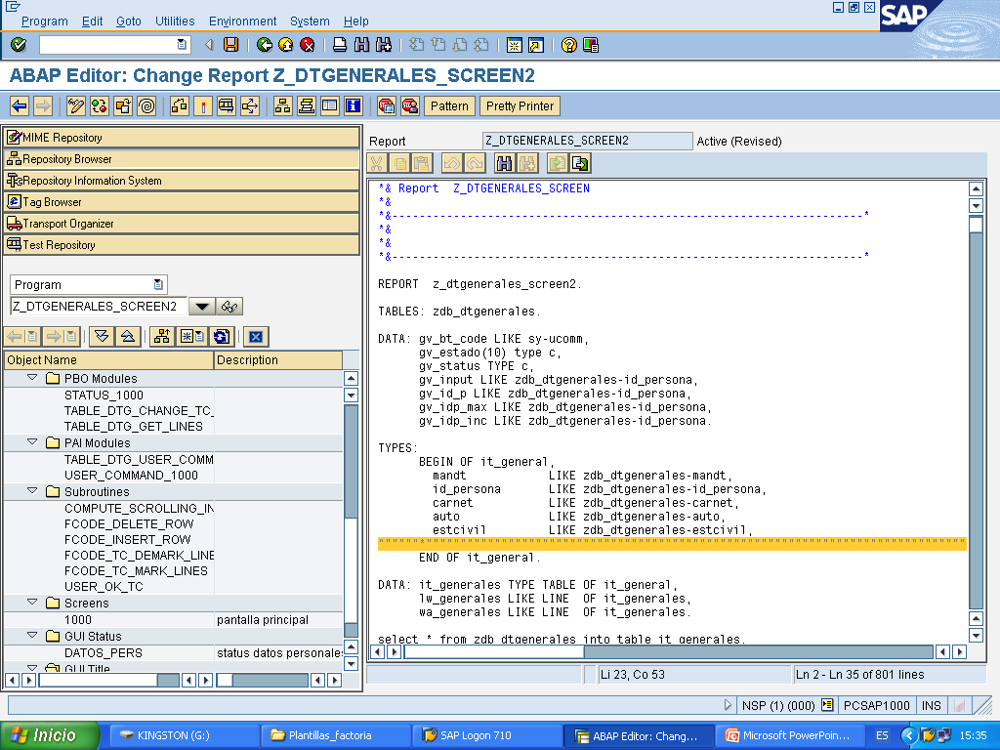 Program Edit Goto Utilities Environment System Help
SAP
ABAP Editor: Change Report Z_DTGENERALES_SCREEN2
Pattern Pretty Printer
MIME Repository
Repository Browser
Repository Information System
Tag Browser
Transport Organizer
Test Repository
Program
Z_DTGENERALES_SCREEN2
Object Name Description
PBO Modules
STATUS_1000
TABLE_DTG_CHANGE_TC_
TABLE_DTG_GET_LINES
PAI Modules
TABLE_DTG_USER_COMM
USER_COMMAND_1000
Subroutines
COMPUTE_SCROLLING_IN
FCODE_DELETE_ROW
FCODE_INSERT_ROW
FCODE_TC_DEMARK_LINE
FCODE_TC_MARK_LINES
USER_OK_TC
Screens
1000 pantalla principal
GUI Status
DATOS_PERS status datos personales
GUI Title
Report Z_DTGENERALES_SCREEN2 Active (Revised)
*& Report  Z_DTGENERALES_SCREEN
*&
*&---------------------------------------------------------------------*
*&
*&
*&---------------------------------------------------------------------*
REPORT  z_dtgenerales_screen2.
TABLES: zdb_dtgenerales.
DATA: gv_bt_code LIKE sy-ucomm,
gv_estado(10) type c,
gv_status TYPE c,
gv_input LIKE zdb_dtgenerales-id_persona,
gv_id_p LIKE zdb_dtgenerales-id_persona,
gv_idp_max LIKE zdb_dtgenerales-id_persona,
gv_idp_inc LIKE zdb_dtgenerales-id_persona.
TYPES:
BEGIN OF it_general,
mandt LIKE zdb_dtgenerales-mandt,
id_persona LIKE zdb_dtgenerales-id_persona,
carnet LIKE zdb_dtgenerales-carnet,
auto LIKE zdb_dtgenerales-auto,
estcivil LIKE zdb_dtgenerales-estcivil,
""""""*"""""""""""""""""""""""""""""""""""""""""""""""""""""""""""""""""""""""""""""""
END OF it_general.
DATA: it_generales TYPE TABLE OF it_general,
lw_generales LIKE LINE  OF it_generales,
wa_generales LIKE LINE  OF it_generales.
select * from zdb_dtgenerales into table it_generales.
Li 23, Co 53 Ln 2 - Ln 35 of 801 lines
NSP (1) (000) PCSAP1000 INS
Inicio KINGSTON (G:) Plantillas_factoria SAP Logon 710 ABAP Editor: Chang... Microsoft PowerPoin... ES 15:35